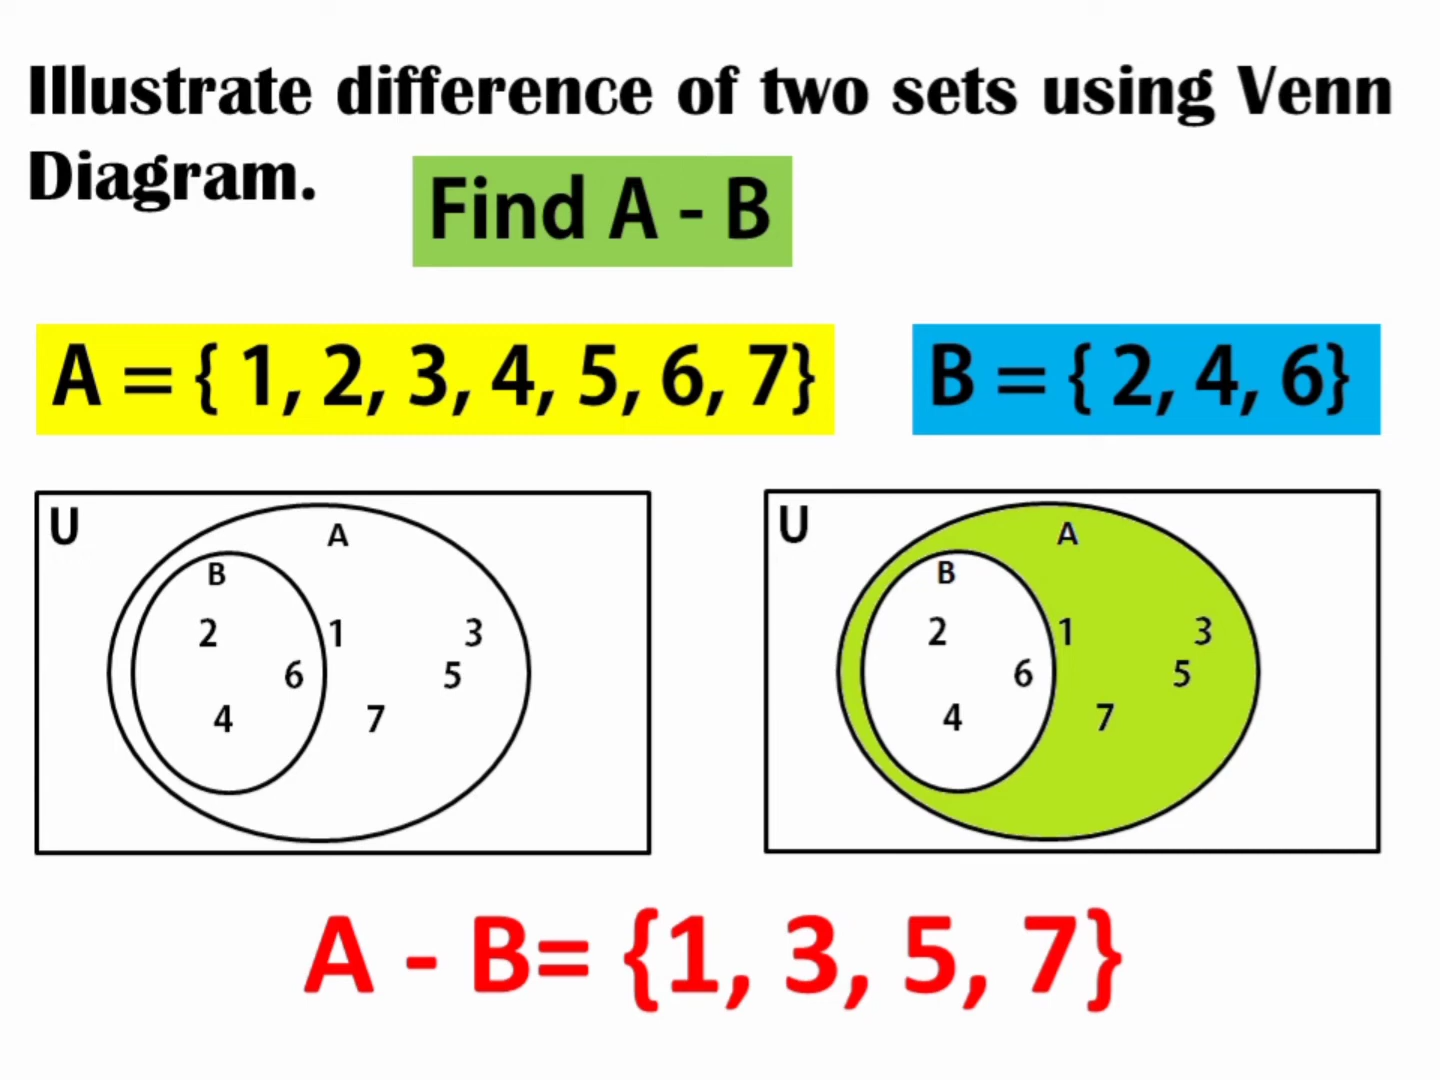 Illustrate difference of two sets using Venn
Diagram.
Find A - B
A = { 1, 2, 3, 4, 5, 6, 7}
B = { 2, 4, 6}
U
A
B
2
1
3
6
5
4
7
U
A
B
2
1
3
6
5
4
7
A - B= {1, 3, 5, 7}